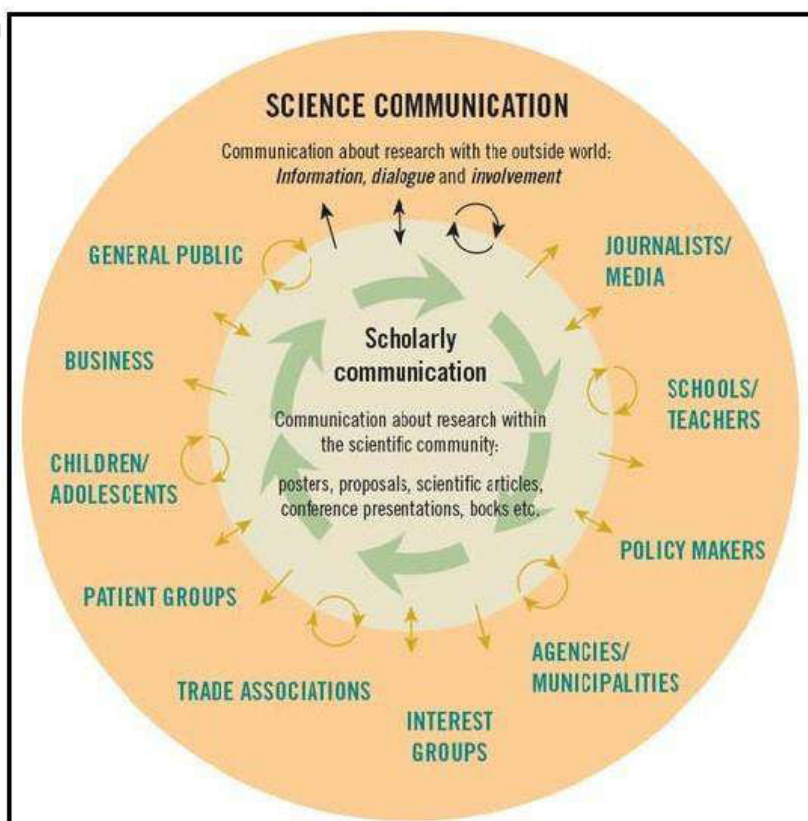 SCIENCE COMMUNICATION
Communication about research with the outside world:
Information, dialogue and involvement
GENERAL PUBLIC
BUSINESS
CHILDREN/
ADOLESCENTS
PATIENT GROUPS
TRADE ASSOCIATIONS
INTEREST
GROUPS
AGENCIES/
MUNICIPALITIES
POLICY MAKERS
SCHOOLS/
TEACHERS
JOURNALISTS/
MEDIA
Scholarly
communication
Communication about research within
the scientific community:
posters, proposals, scientific articles,
conference presentations, books etc.